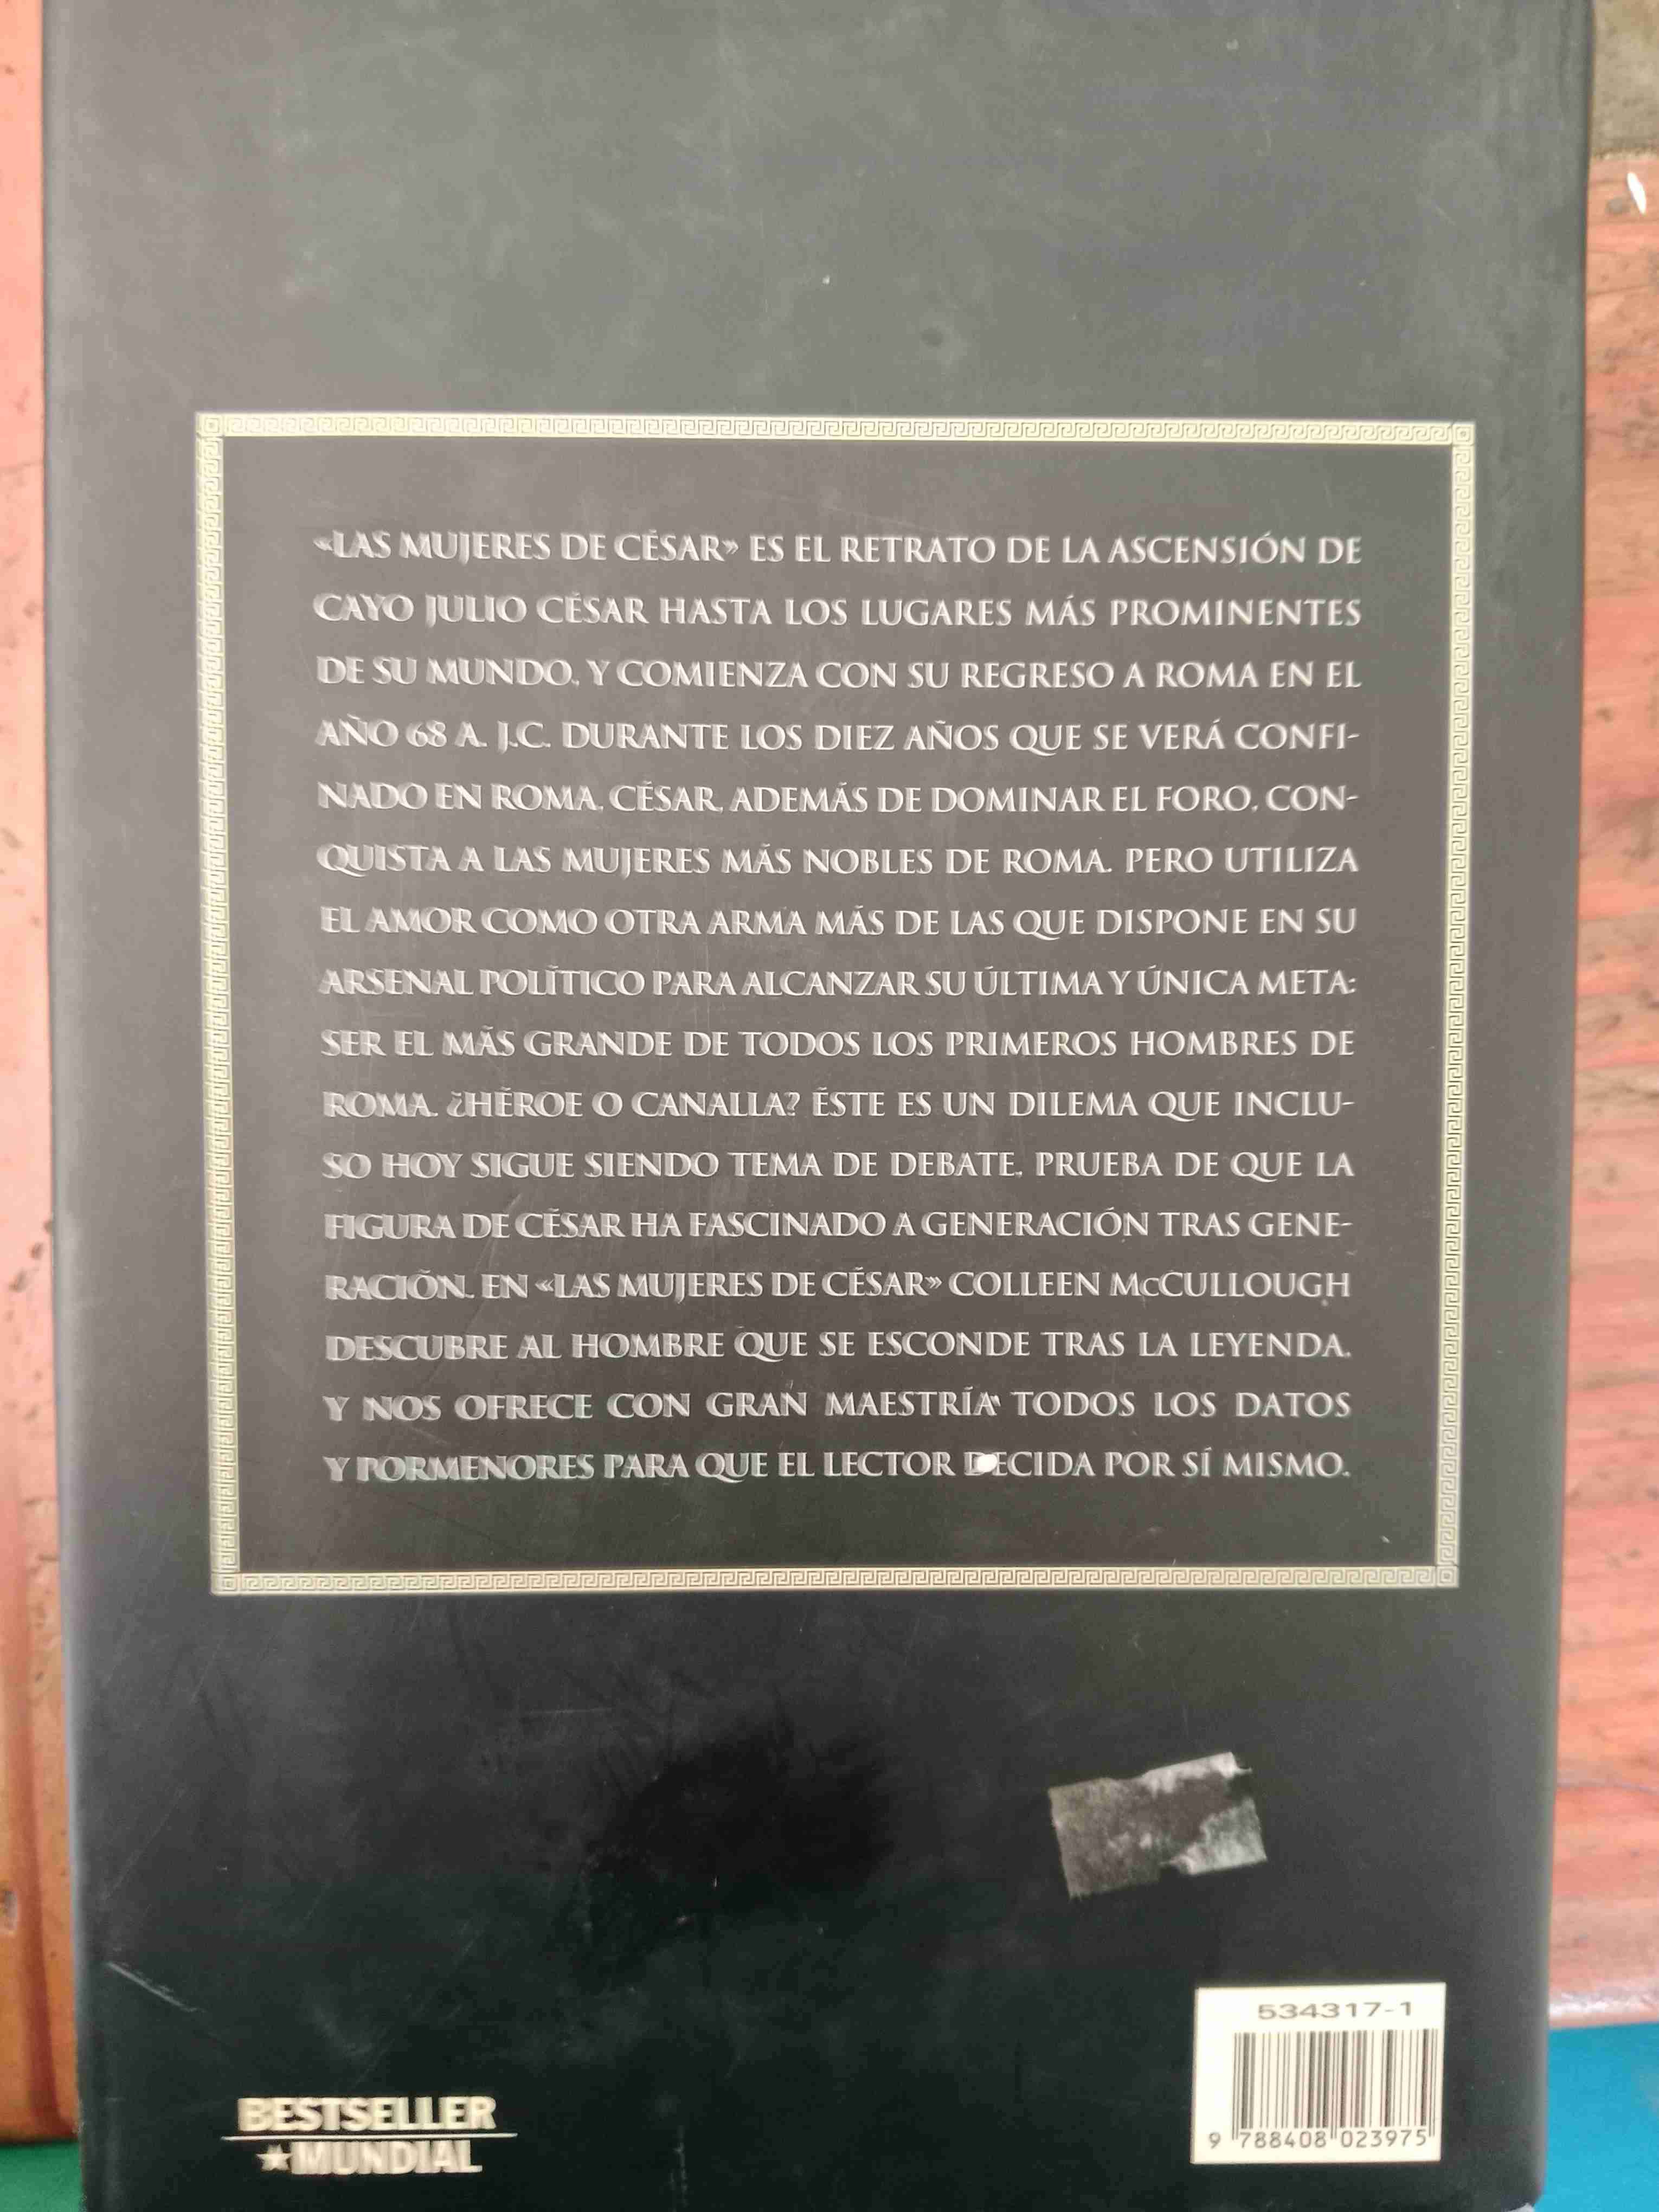 «LAS MUJERES DE CÉSAR» ES EL RETRATO DE LA ASCENSIÓN DE
CAYO JULIO CÉSAR HASTA LOS LUGARES MÁS PROMINENTES
DE SU MUNDO, Y COMIENZA CON SU REGRESO A ROMA EN EL
AÑO 68 A. J.C. DURANTE LOS DIEZ AÑOS QUE SE VERÁ CONFI-
NADO EN ROMA, CÉSAR, ADEMÁS DE DOMINAR EL FORO, CON-
QUISTA A LAS MUJERES MÁS NOBLES DE ROMA. PERO UTILIZA
EL AMOR COMO OTRA ARMA MÁS DE LAS QUE DISPONE EN SU
ARSENAL POLÍTICO PARA ALCANZAR SU ÚLTIMA Y ÚNICA META:
SER EL MÁS GRANDE DE TODOS LOS PRIMEROS HOMBRES DE
ROMA. ¿HÉROE O CANALLA? ÉSTE ES UN DILEMA QUE INCLU-
SO HOY SIGUE SIENDO TEMA DE DEBATE, PRUEBA DE QUE LA
FIGURA DE CÉSAR HA FASCINADO A GENERACIÓN TRAS GENE-
RACIÓN. EN «LAS MUJERES DE CÉSAR» COLLEEN McCULLOUGH
DESCUBRE AL HOMBRE QUE SE ESCONDE TRAS LA LEYENDA,
Y NOS OFRECE CON GRAN MAESTRÍA TODOS LOS DATOS
Y PORMENORES PARA QUE EL LECTOR DECIDA POR SÍ MISMO.
534317-1
9 788408 023975
BESTSELLER
★MUNDIAL